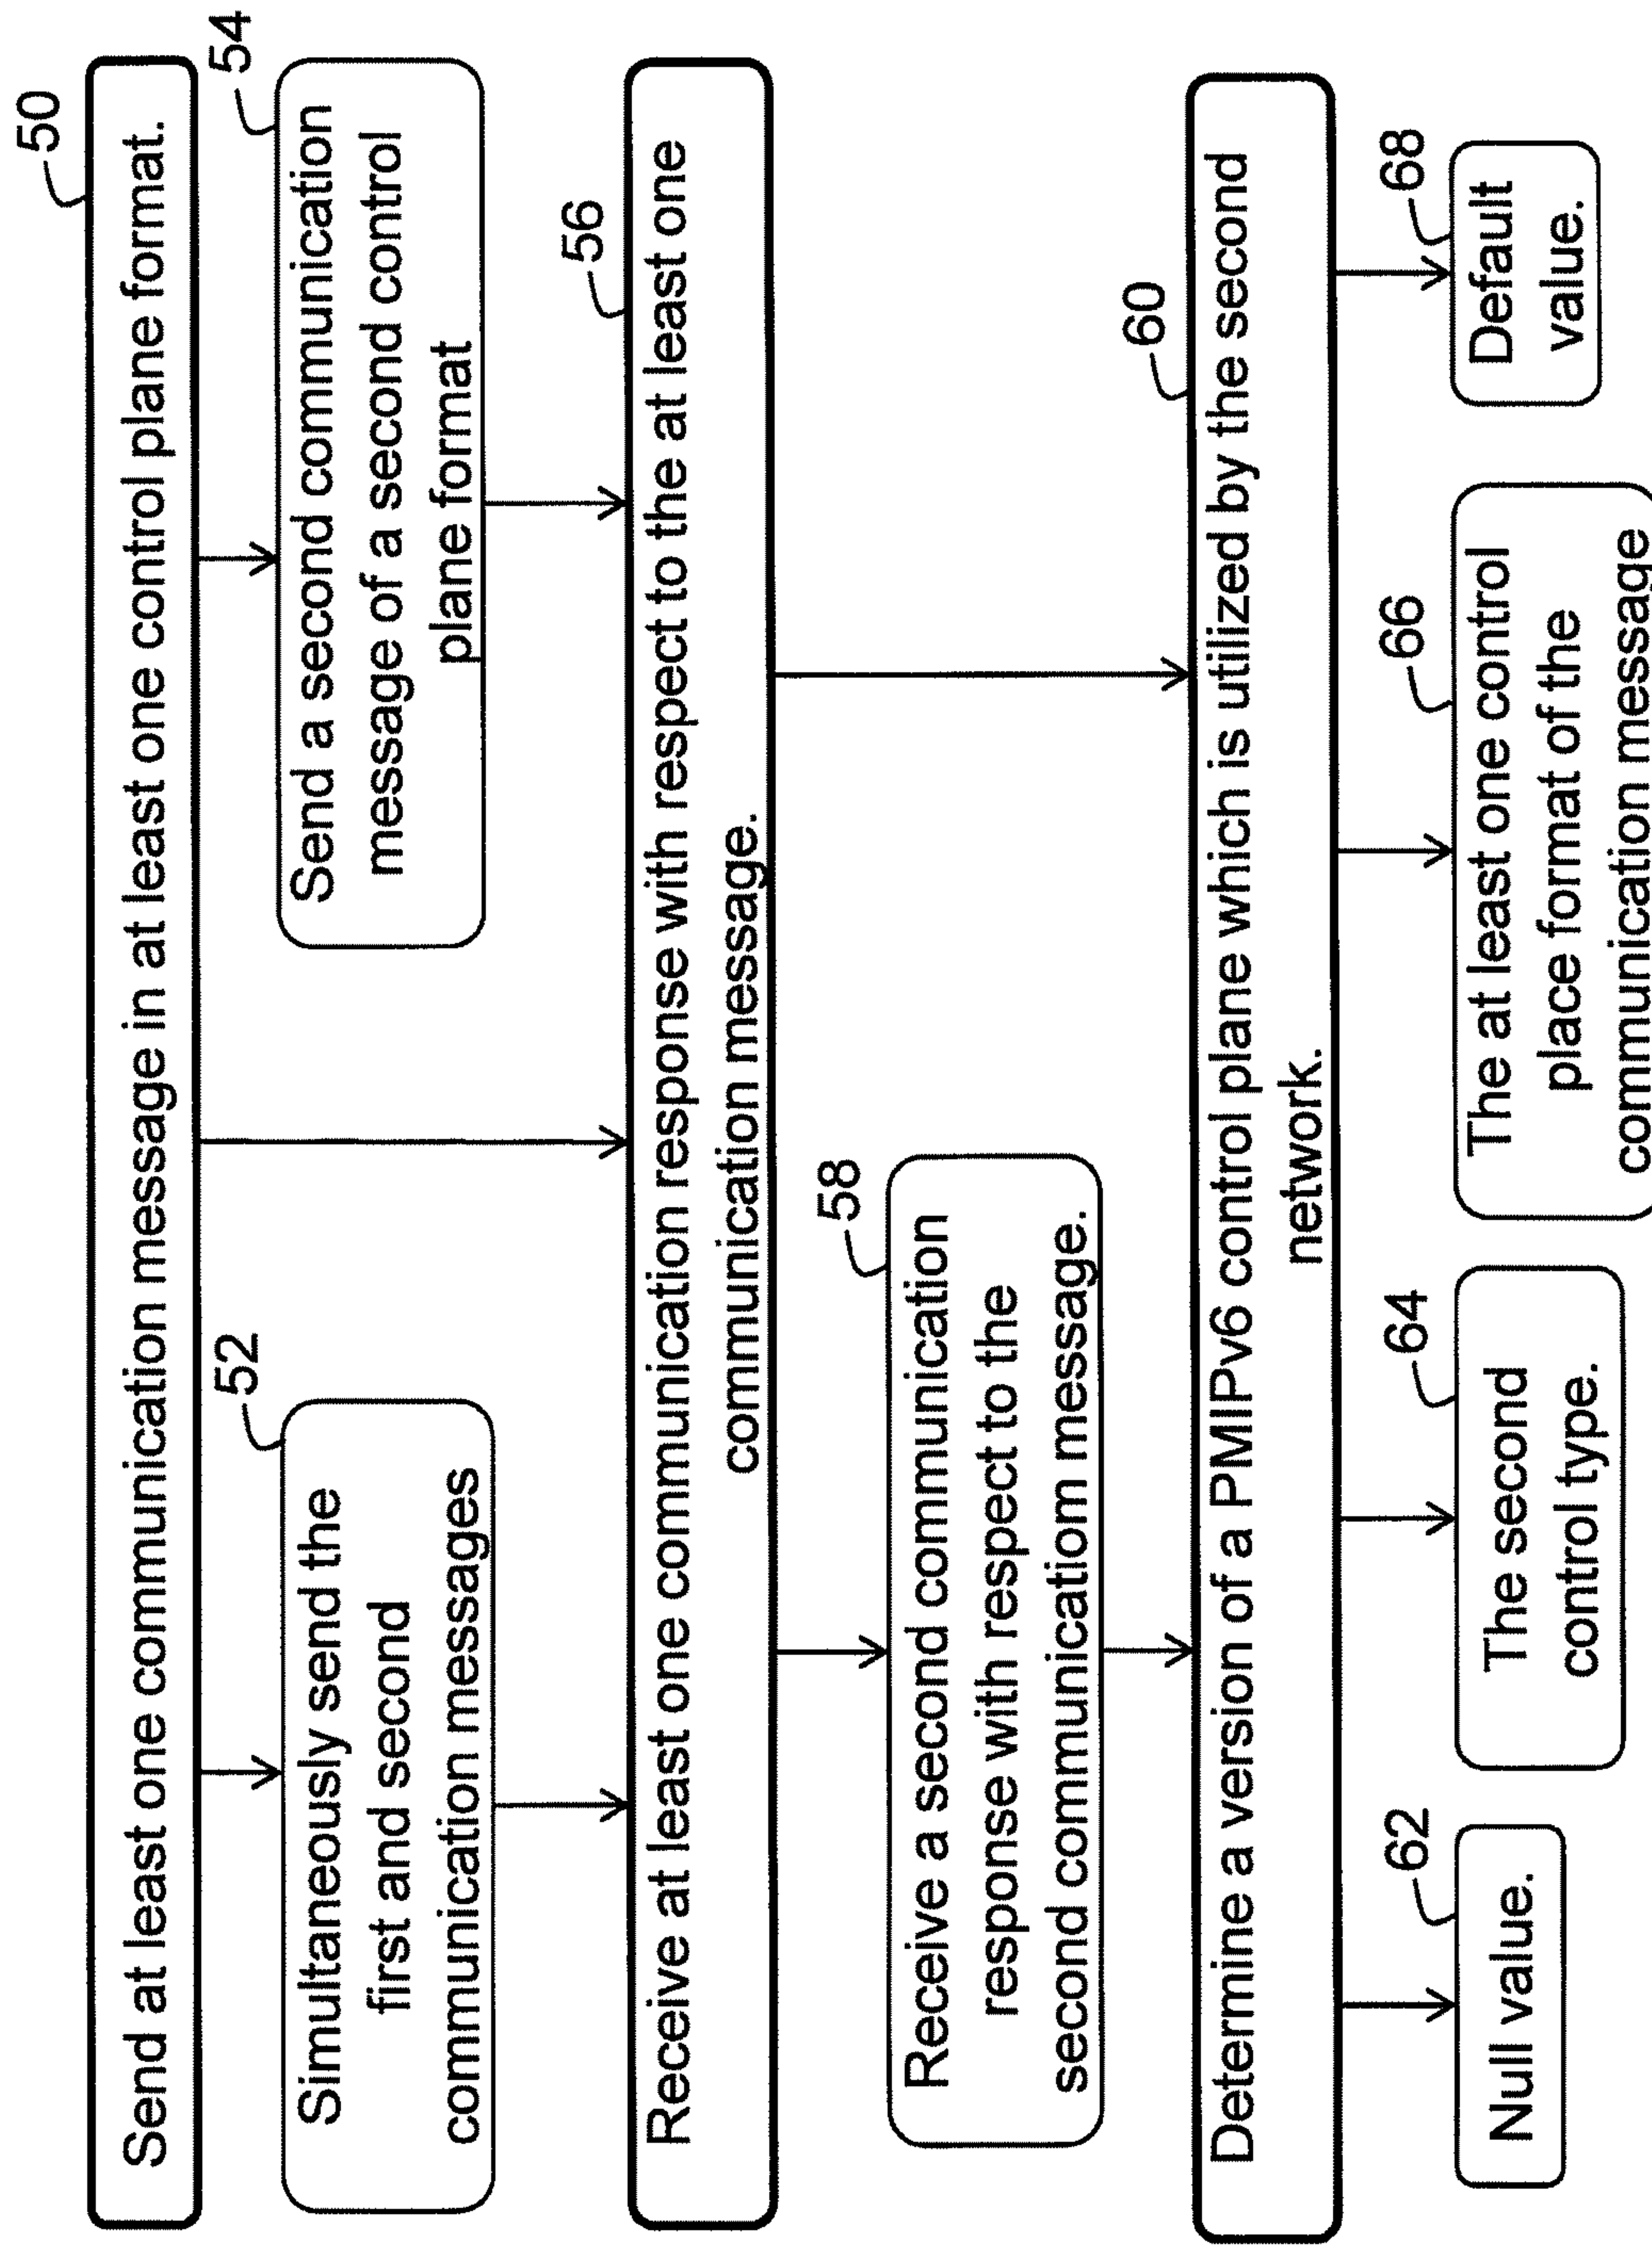 50
Send at least one communication message in at least one control plane format.
52
Simultaneously send the
first and second
communication messages
54
Send a second communication
message of a second control
plane format
56
Receive at least one communication response with respect to the at least one
communication message.
58
Receive a second communication
response with respect to the
second communicatiom message.
60
Determine a version of a PMIPv6 control plane which is utilized by the second
network.
62
Null value.
64
The second
control type.
66
The at least one control
place format of the
communication message
68
Default
value.